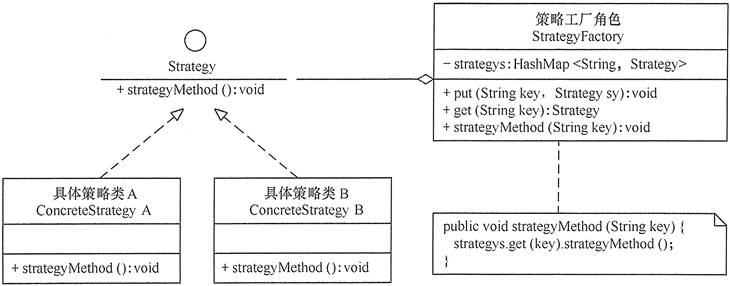 Strategy
+ strategyMethod ( ): void
策略工厂角色
StrategyFactory
- strategys: HashMap <String, Strategy>
+ put (String key, Strategy sy): void
+ get (String key): Strategy
+ strategyMethod (String key): void
具体策略类 A
ConcreteStrategy A
+ strategyMethod ( ): void
具体策略类 B
ConcreteStrategy B
+ strategyMethod ( ): void
public void strategyMethod (String key) {
strategys.get (key).strategyMethod ( );
}